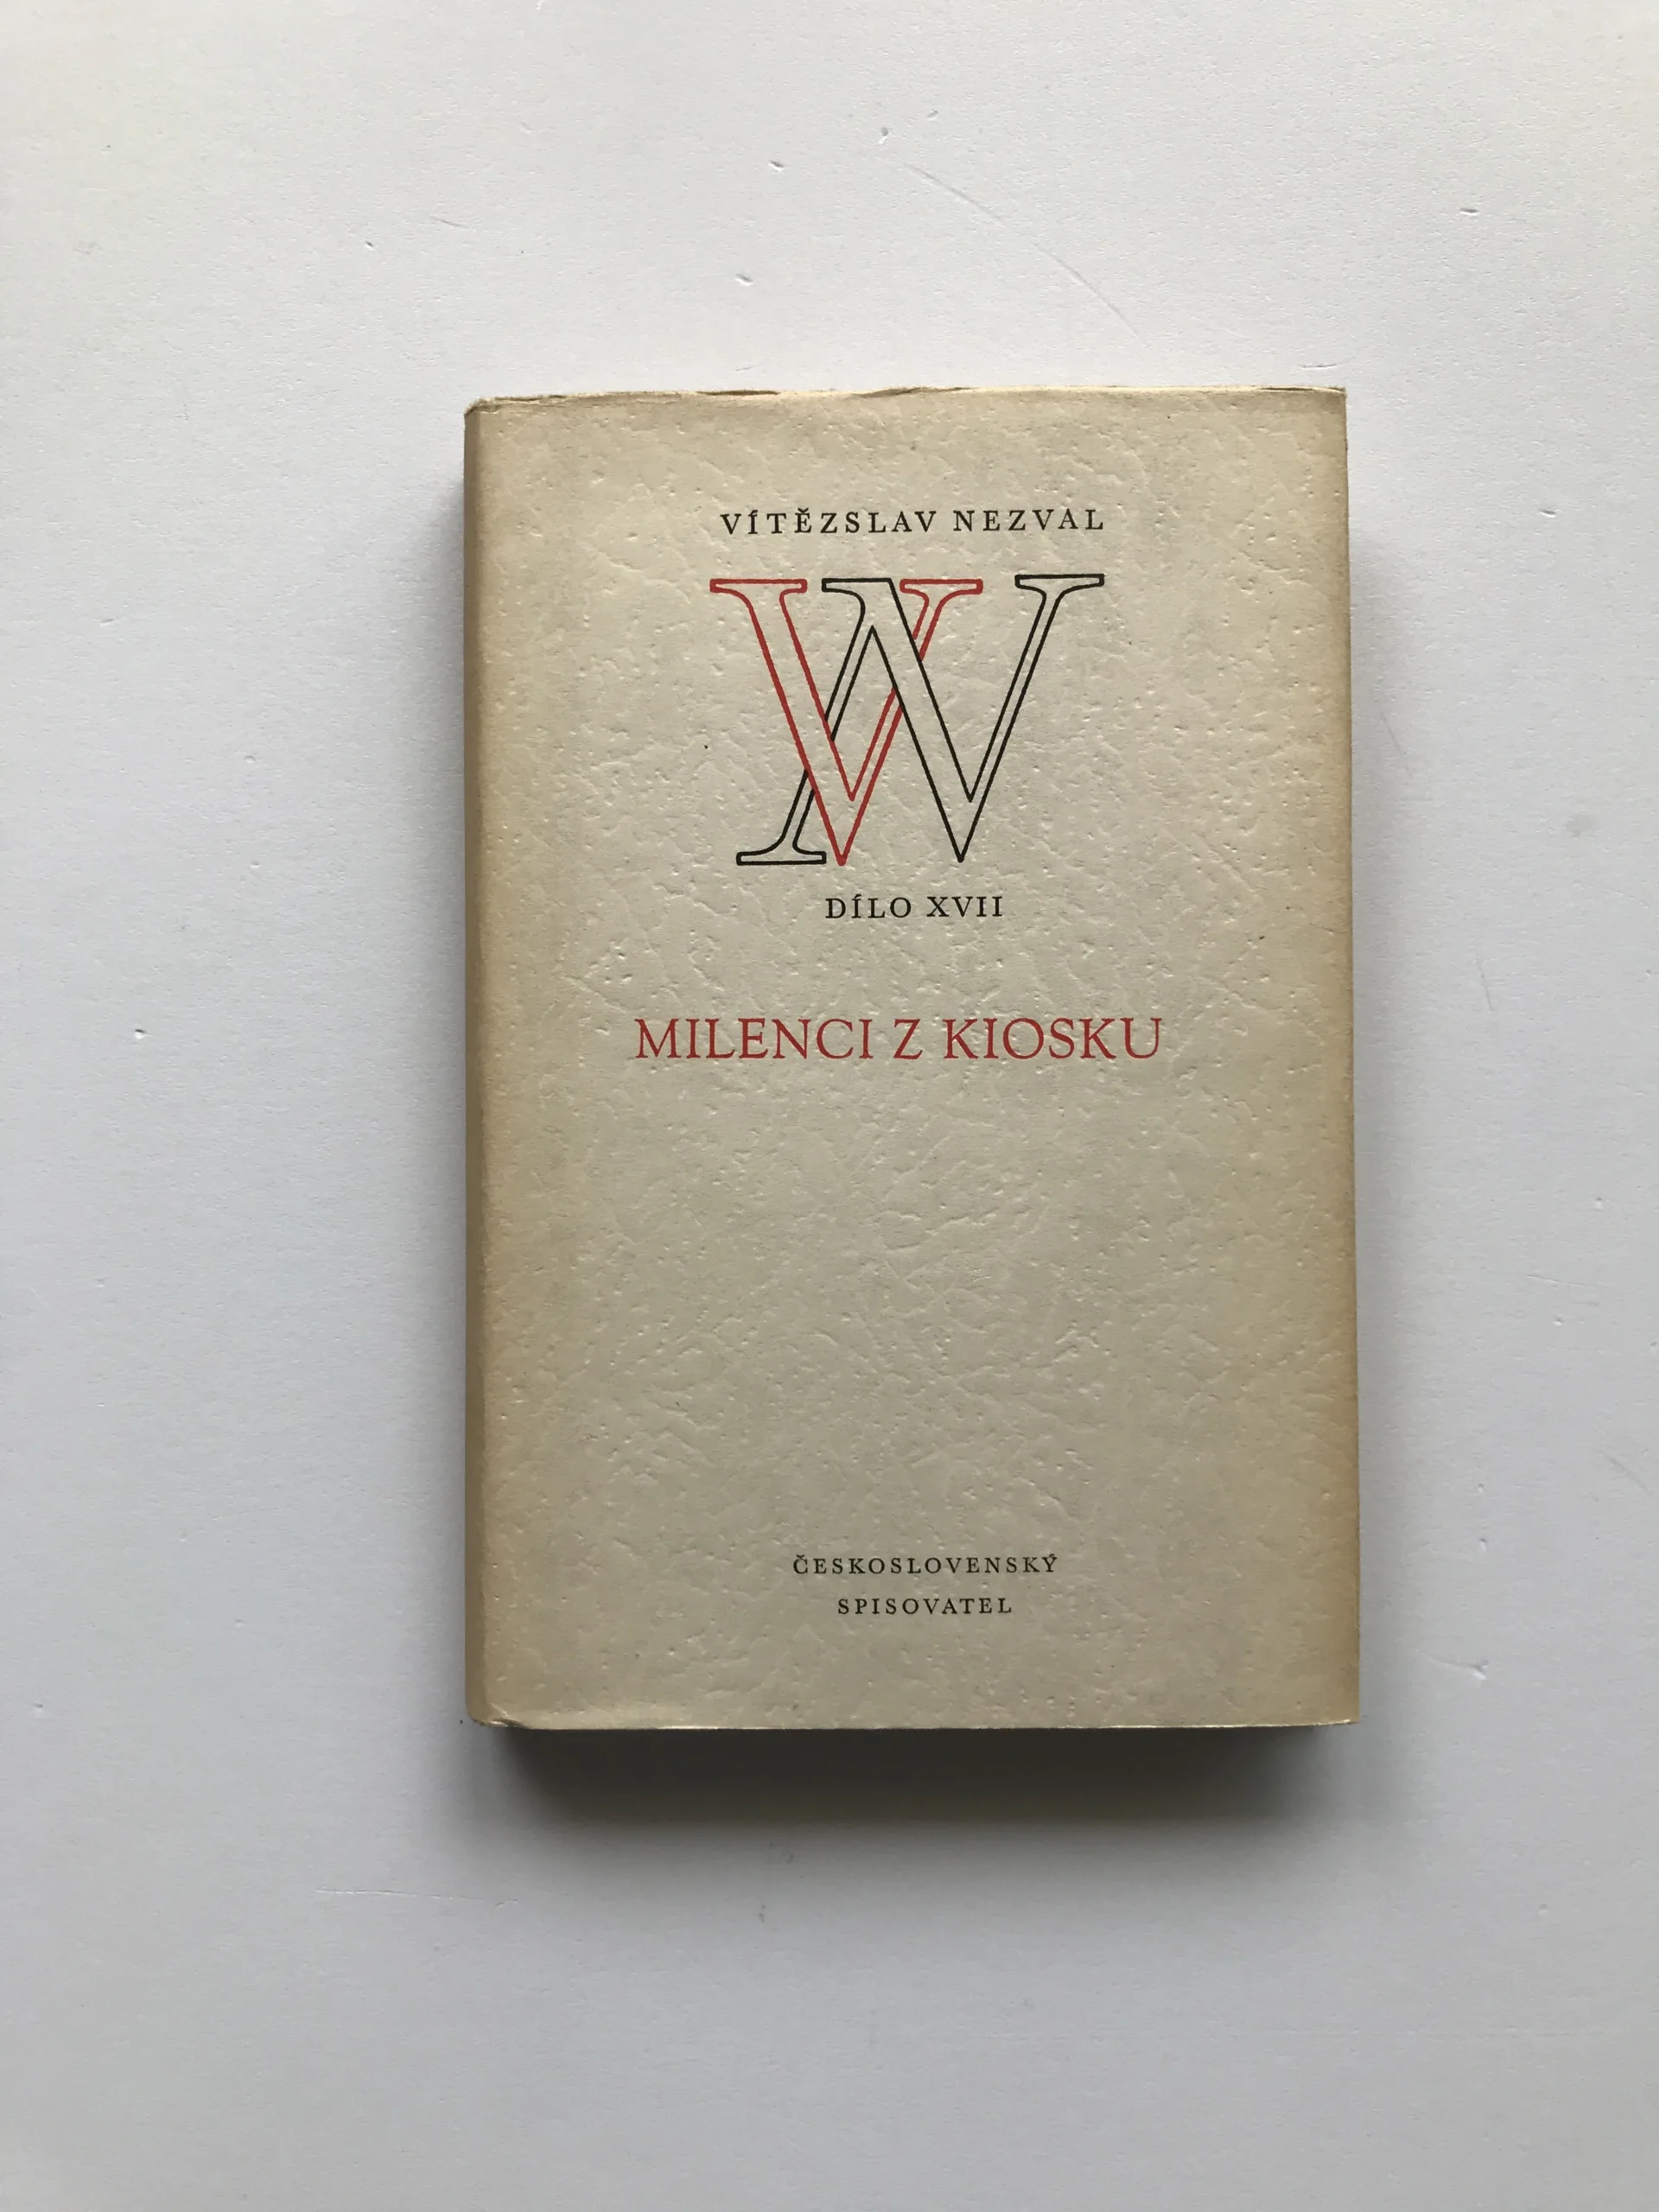 VÍTĚZSLAV NEZVAL
VN
DÍLO XVII
MILENCI Z KIOSKU
ČESKOSLOVENSKÝ
SPISOVATEL